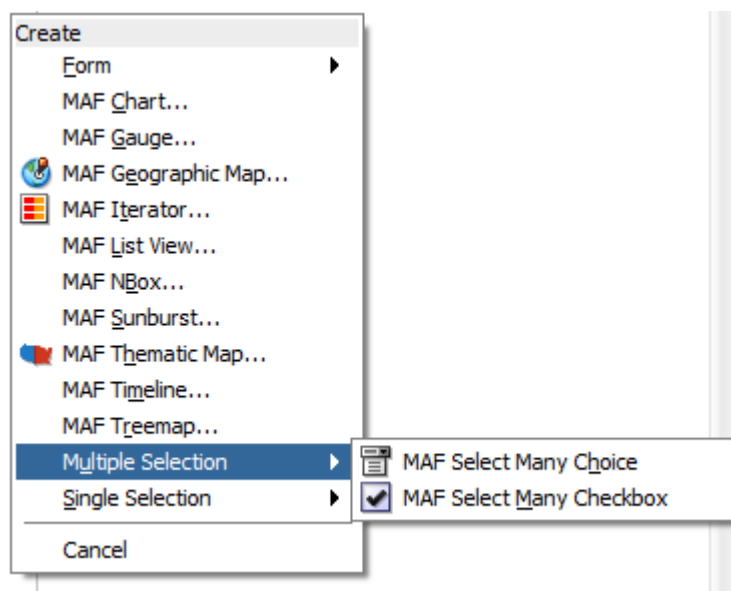 Create
Form
MAF Chart...
MAF Gauge...
MAF Geographic Map...
MAF Iterator...
MAF List View...
MAF NBox...
MAF Sunburst...
MAF Thematic Map...
MAF Timeline...
MAF Treemap...
Multiple Selection
MAF Select Many Choice
Single Selection
MAF Select Many Checkbox
Cancel